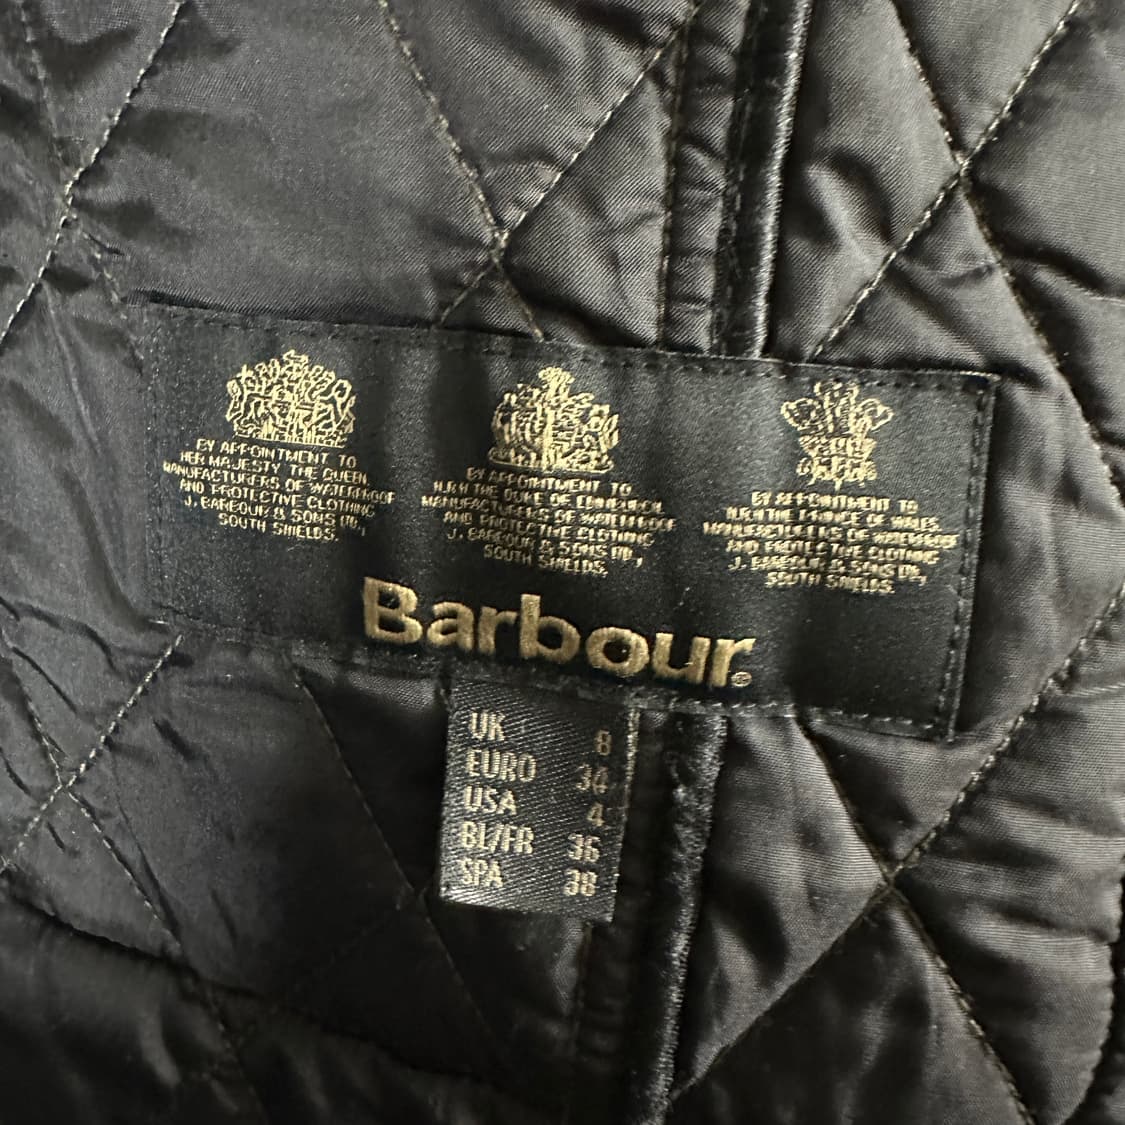 BY APPOINTMENT TO
HER MAJESTY THE QUEEN.
MANUFACTURERS OF WATERPROOF
AND PROTECTIVE CLOTHING
J. BARBOUR & SONS LTD.,
SOUTH SHIELDS.
BY APPOINTMENT TO
H.R.H THE DUKE OF EDINBURGH.
MANUFACTURERS OF WATERPROOF
AND PROTECTIVE CLOTHING
J. BARBOUR & SONS LTD.,
SOUTH SHIELDS.
BY APPOINTMENT TO
H.R.H THE PRINCE OF WALES.
MANUFACTURERS OF WATERPROOF
AND PROTECTIVE CLOTHING
J. BARBOUR & SONS LTD.,
SOUTH SHIELDS.
Barbour®
UK 8
EURO 34
USA 4
BL/FR 36
SPA 38